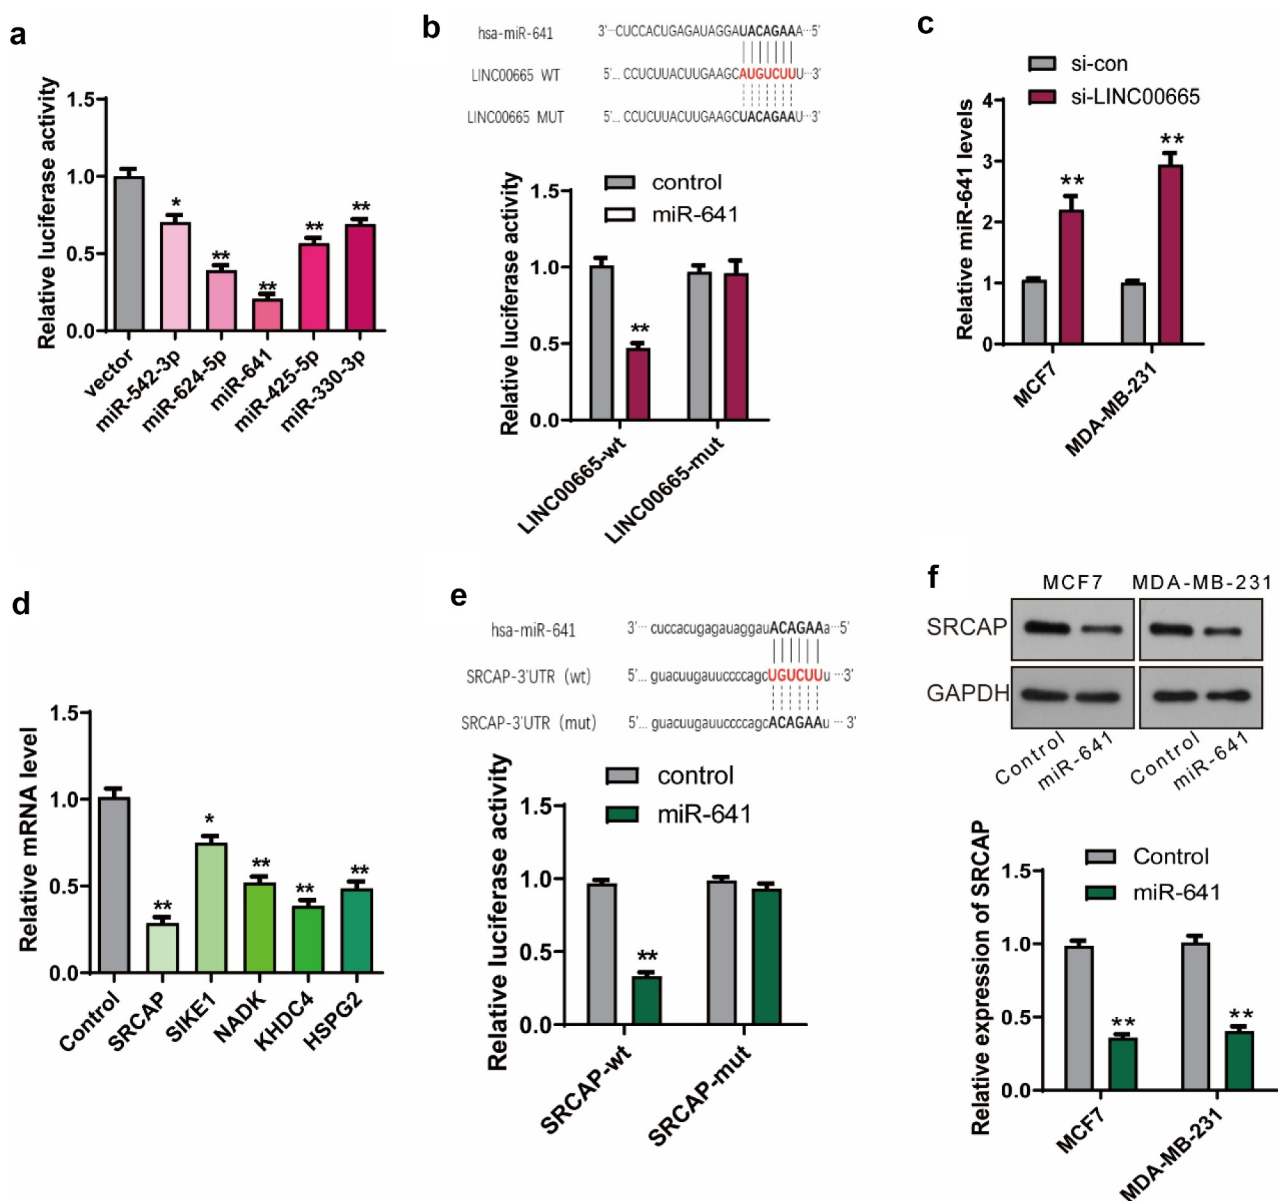 a
Relative luciferase activity
1.5
1.0
0.5
0.0
*
**
**
**
**
vector
miR-542-3p
miR-624-5p
miR-641
miR-425-5p
miR-330-3p
b
hsa-miR-641 3'···CUCCACUGAGAUAGGAUACAGAAA···5'
LINC00665 WT 5'... CCUCUUACUUGAAGCAUGUCUUU···3'
LINC00665 MUT 5'... CCUCUUACUUGAAGCUACAGAAU···3'
control
miR-641
Relative luciferase activity
1.5
1.0
0.5
0.0
**
LINC00665-wt
LINC00665-mut
c
si-con
si-LINC00665
Relative miR-641 levels
4
3
2
1
0
**
**
MCF7
MDA-MB-231
d
Relative mRNA level
1.5
1.0
0.5
0.0
**
*
**
**
**
Control
SRCAP
SIKE1
NADK
KHDC4
HSPG2
e
hsa-miR-641 3'··· cuccacugagauaggauACAGAAa···5'
SRCAP-3'UTR (wt) 5'... guacuugauuccccagcUGUCUUu ···3'
SRCAP-3'UTR (mut) 5'... guacuugauuccccagcACAGAAu ··· 3'
control
miR-641
Relative luciferase activity
1.5
1.0
0.5
0.0
**
SRCAP-wt
SRCAP-mut
f
MCF7 MDA-MB-231
SRCAP
GAPDH
Control
miR-641
Control
miR-641
Control
miR-641
Relative expression of SRCAP
1.5
1.0
0.5
0.0
**
**
MCF7
MDA-MB-231